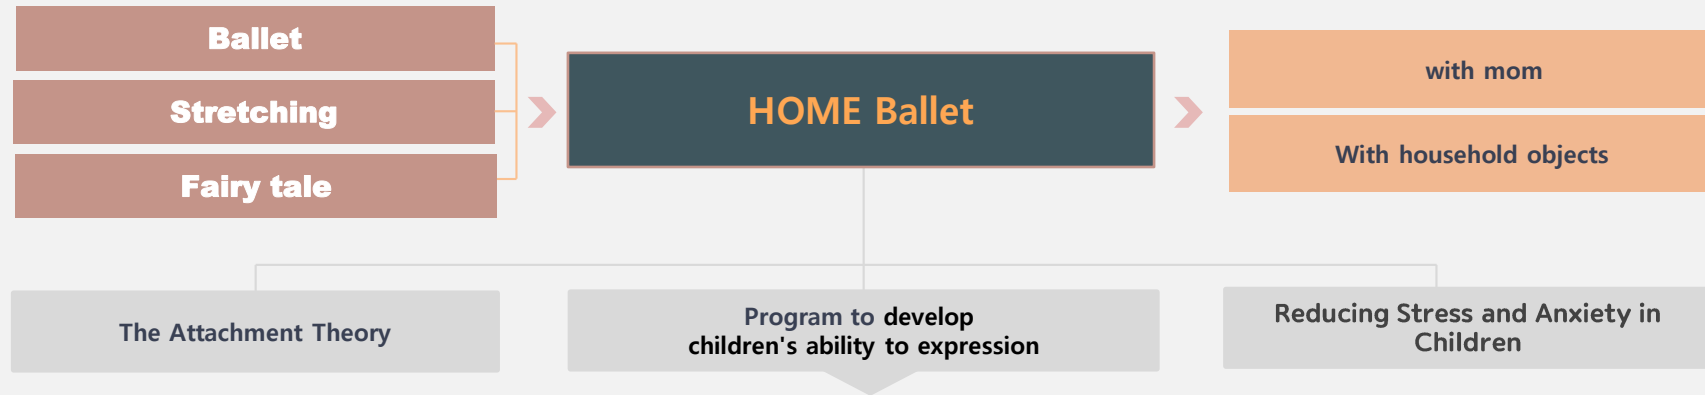 Ballet
Stretching
Fairy tale
HOME Ballet
with mom
With household objects
The Attachment Theory
Program to develop
children's ability to expression
Reducing Stress and Anxiety in
Children